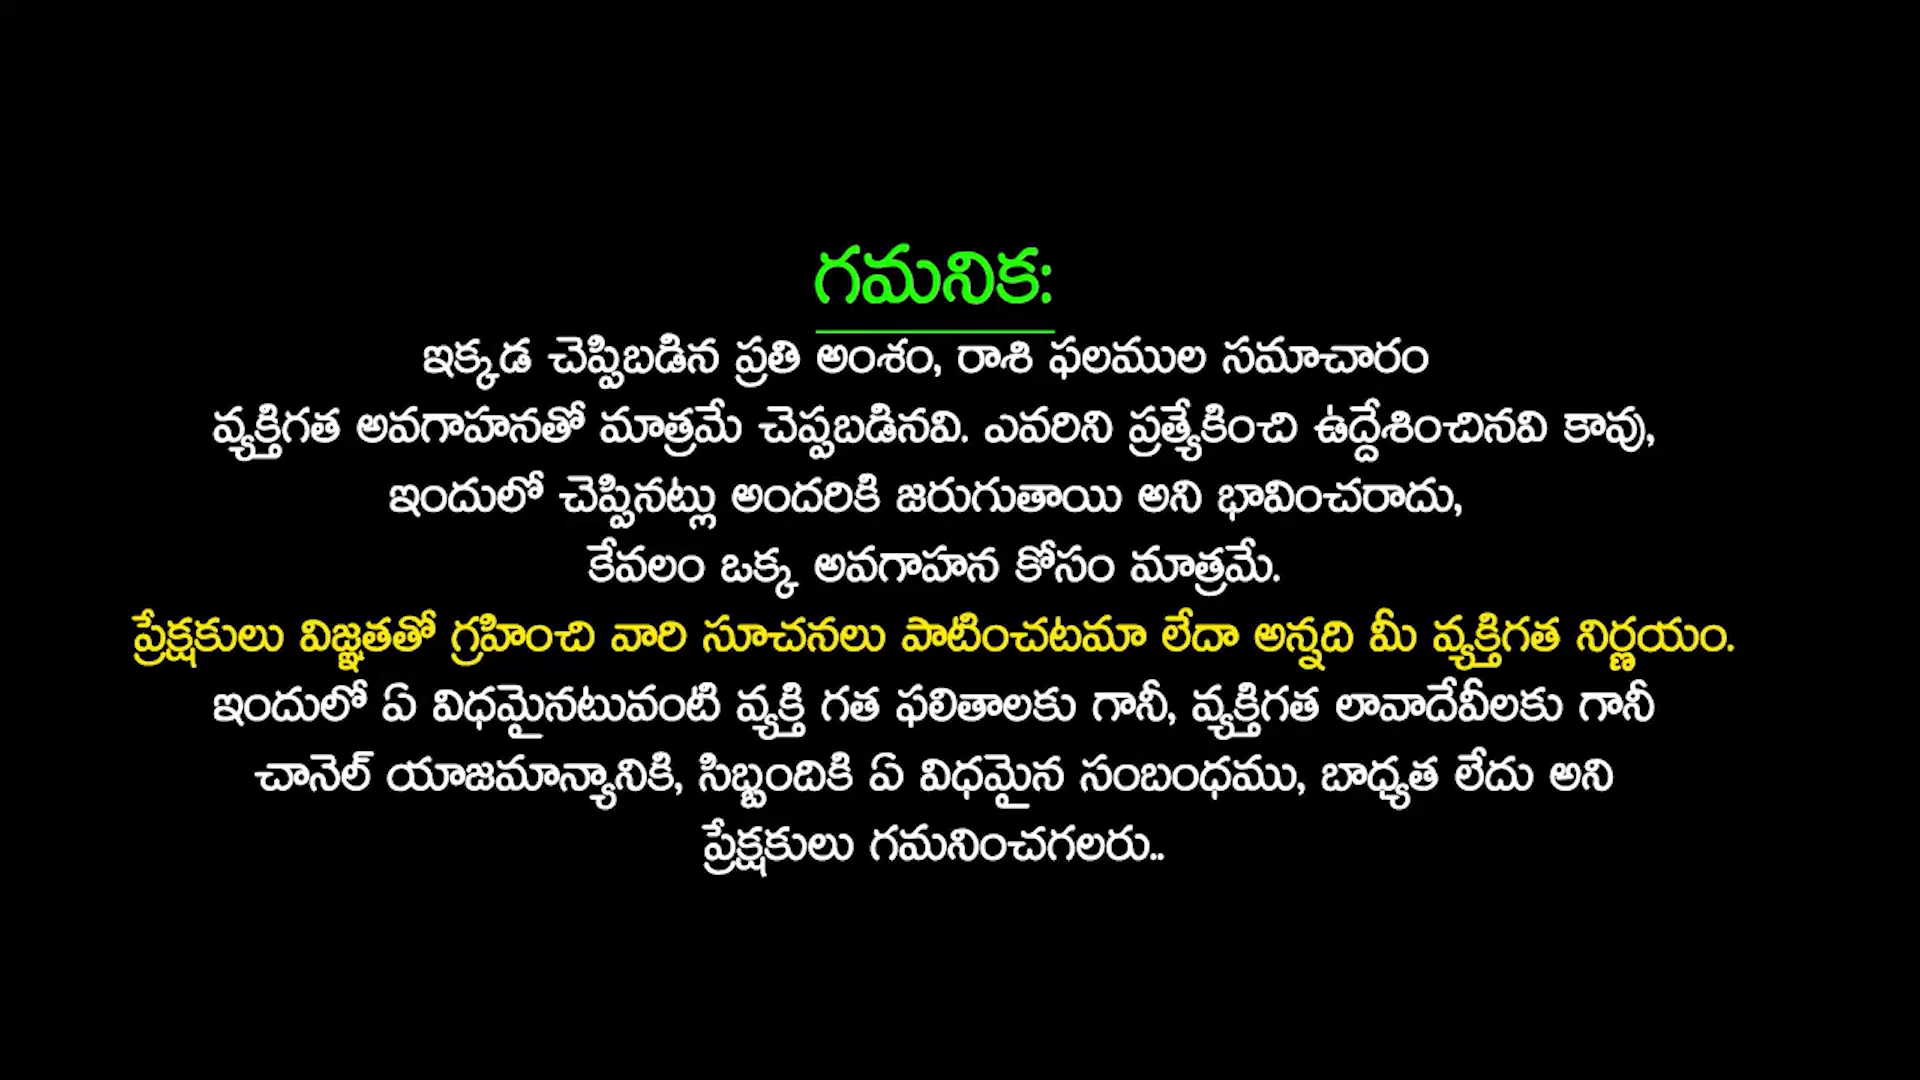 గమనిక:
ఇక్కడ చెప్పిబడిన ప్రతి అంశం, రాశి ఫలముల సమాచారం
వ్యక్తిగత అవగాహనతో మాత్రమే చెప్పబడినవి. ఎవరిని ప్రత్యేకించి ఉద్దేశించినవి కావు,
ఇందులో చెప్పినట్లు అందరికి జరుగుతాయి అని భావించరాదు,
కేవలం ఒక్క అవగాహన కోసం మాత్రమే.
ప్రేక్షకులు విజ్ఞతతో గ్రహించి వారి సూచనలు పాటించటమా లేదా అన్నది మీ వ్యక్తిగత నిర్ణయం.
ఇందులో ఏ విధమైనటువంటి వ్యక్తి గత ఫలితాలకు గానీ, వ్యక్తిగత లావాదేవీలకు గానీ
చానెల్ యాజమాన్యానికి, సిబ్బందికి ఏ విధమైన సంబంధము, బాధ్యత లేదు అని
ప్రేక్షకులు గమనించగలరు..